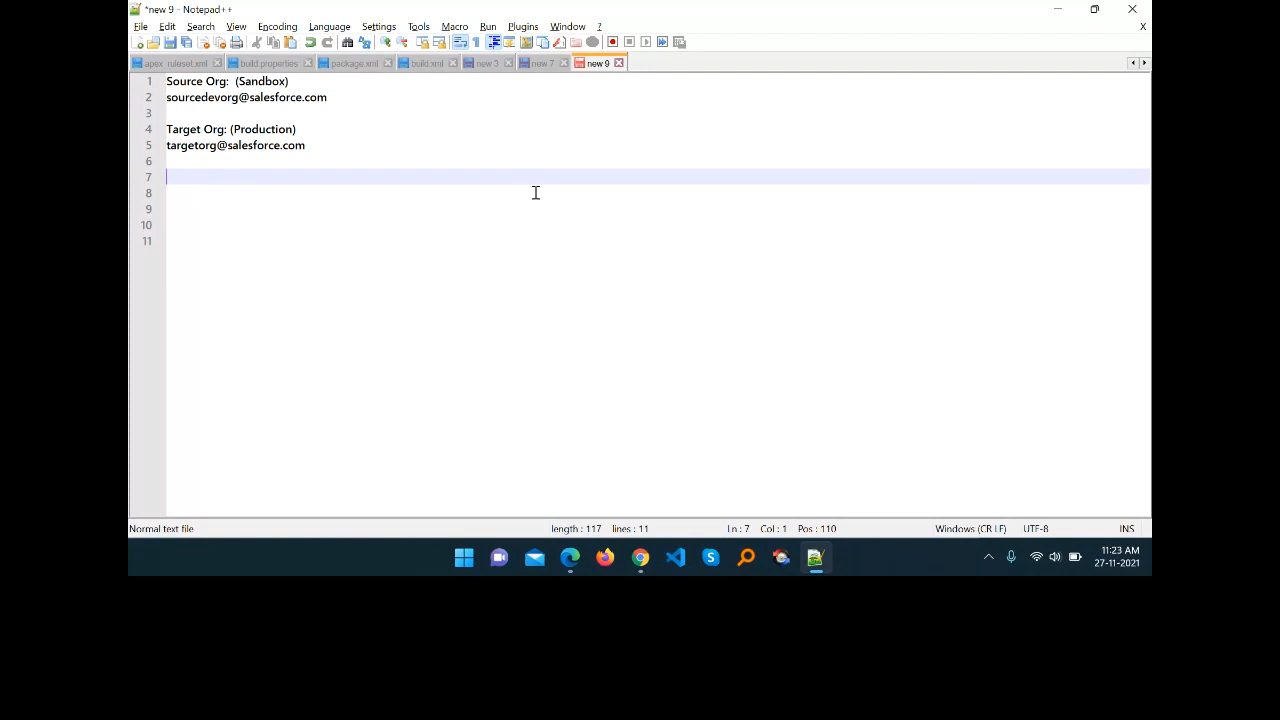 *new 9 - Notepad++
File Edit Search View Encoding Language Settings Tools Macro Run Plugins Window ? X
apex_ruleset.xml build.properties package.xml build.xml new 3 new 7 new 9
1 Source Org: (Sandbox)
2 sourcedevorg@salesforce.com
3
4 Target Org: (Production)
5 targetorg@salesforce.com
6
7
8
9
10
11
Normal text file length : 117 lines : 11 Ln : 7 Col : 1 Pos : 110 Windows (CR LF) UTF-8 INS
11:23 AM
27-11-2021